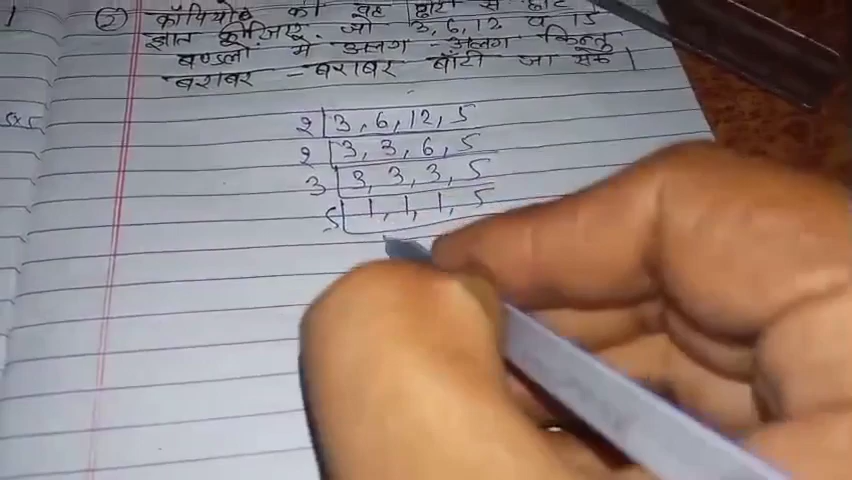 ② कॉपियोह की वह छोटी से छोटी
ज्ञात कीजिए. जो 3,6,12 व 15
बण्डलो में अलग - अलग किन्तु
बराबर - बराबर बाँटी जा सके।
2 3, 6, 12, 5
2 3, 3, 6, 5
3 3, 3, 3, 5
5 1, 1, 1, 5